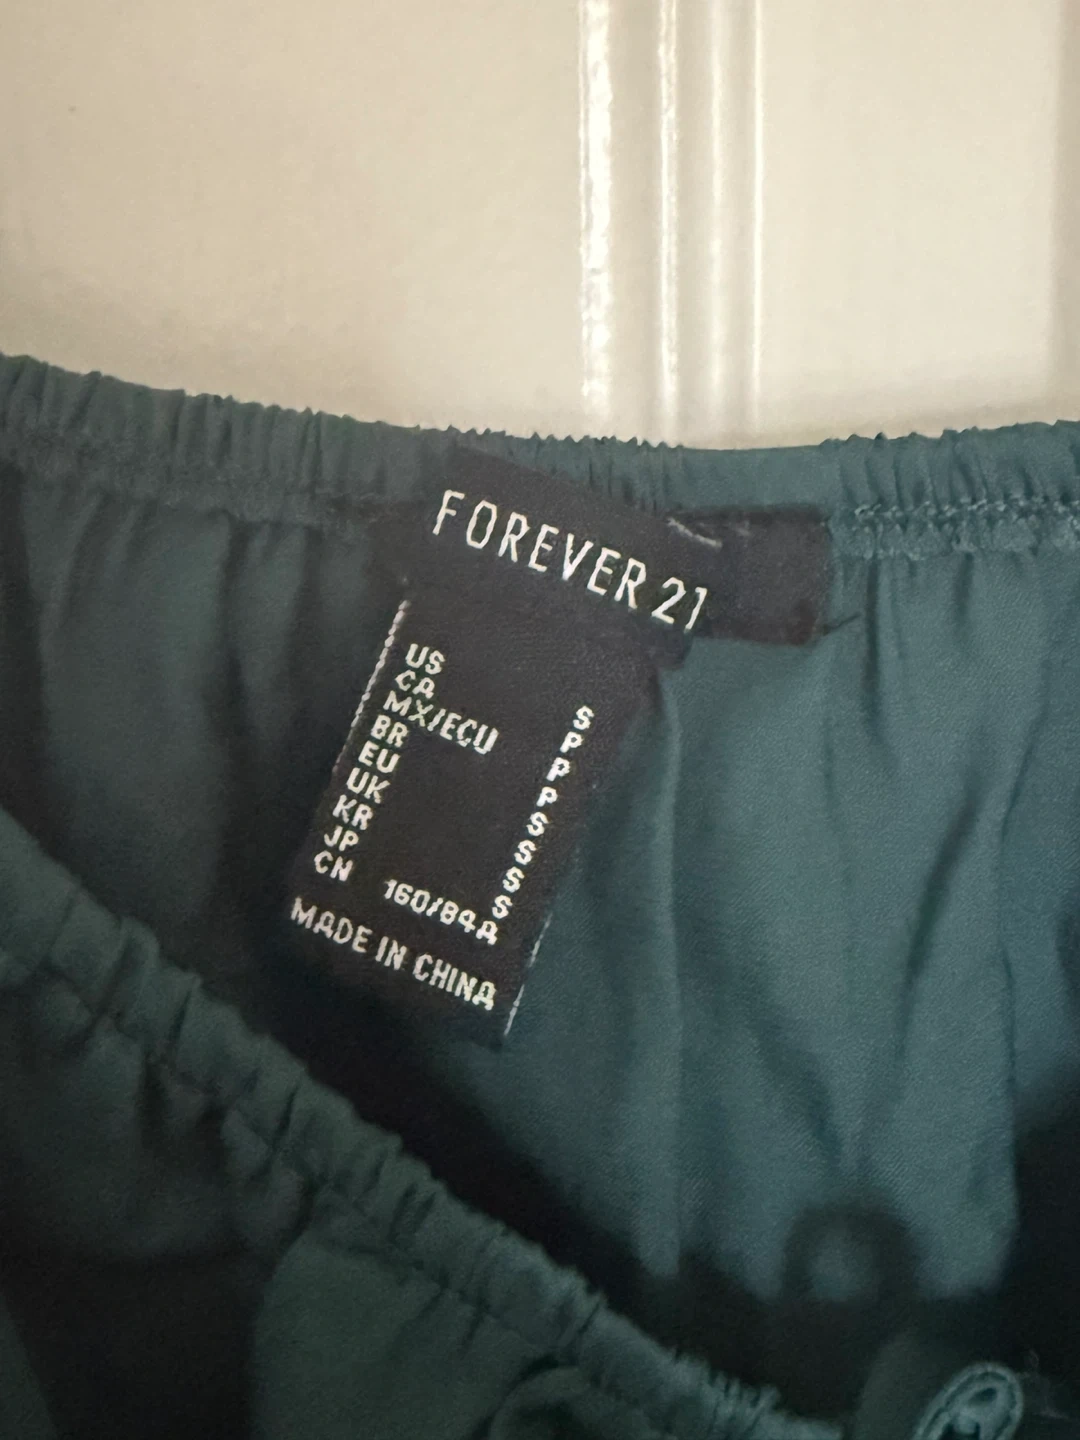 FOREVER 21
US S
CA P
MX/ECU P
BR P
EU S
UK S
KR S
JP S
CN 160/84A
MADE IN CHINA